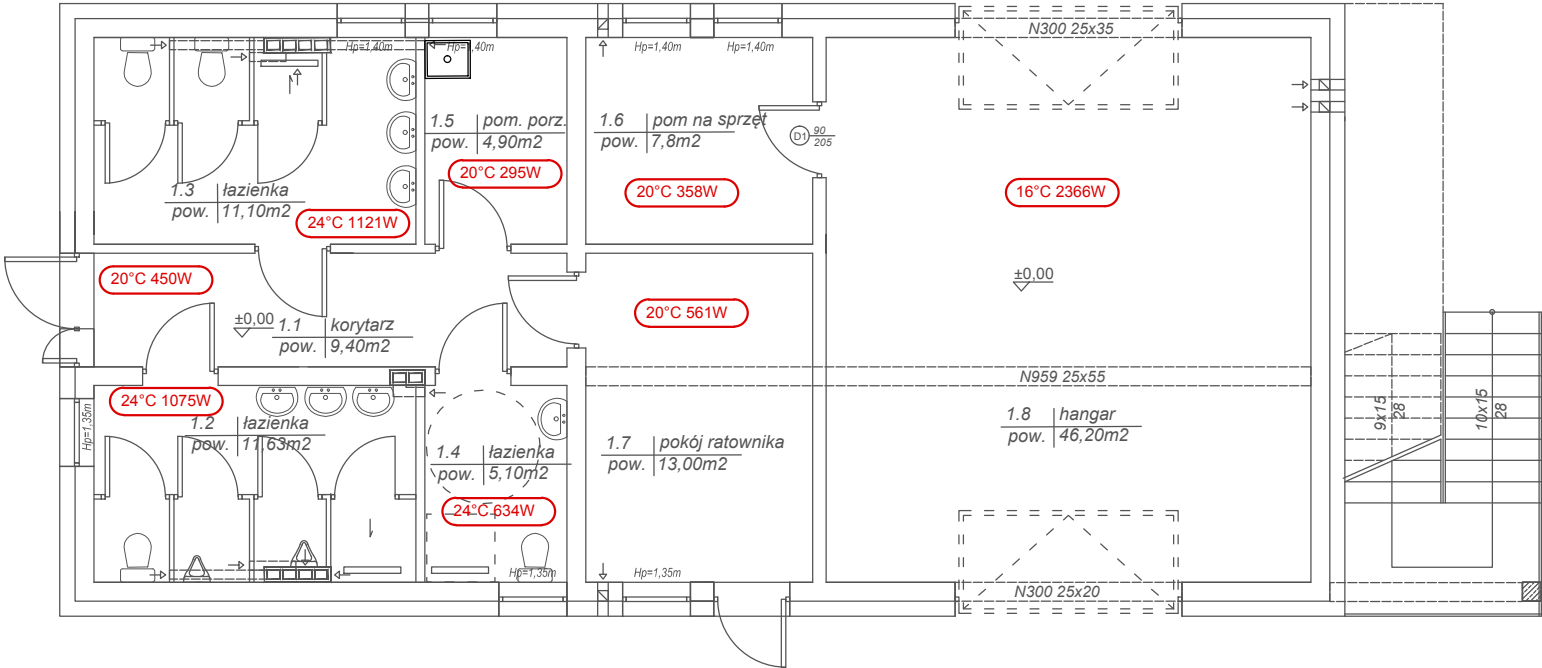 N300 25x35
Hp=1,40m
Hp=1,40m
Hp=1,40m
Hp=1,40m
1.5 pom. porz.
pow. 4,90m2
20°C 295W
1.6 pom na sprzęt
pow. 7,8m2
20°C 358W
D1 90
205
16°C 2366W
1.3 łazienka
pow. 11,10m2
24°C 1121W
20°C 450W
±0,00
1.1 korytarz
pow. 9,40m2
20°C 561W
±0,00
N959 25x55
24°C 1075W
Hp=1,35m
1.2 łazienka
pow. 11,63m2
1.4 łazienka
pow. 5,10m2
24°C 634W
1.7 pokój ratownika
pow. 13,00m2
1.8 hangar
pow. 46,20m2
9x15
28
10x15
28
Hp=1,35m
Hp=1,35m
N300 25x20